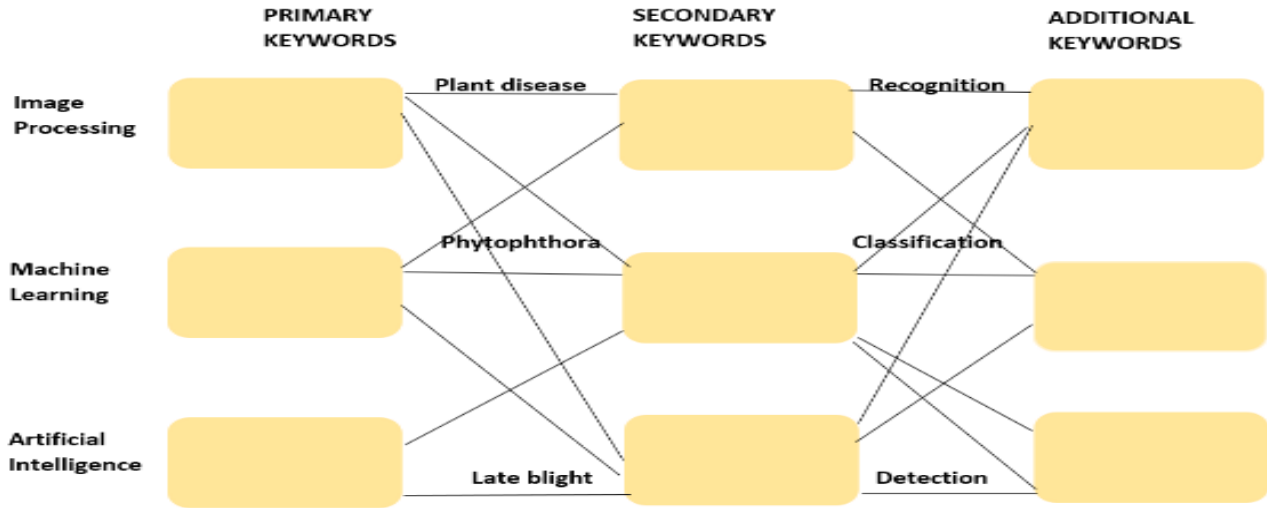 PRIMARY
KEYWORDS
SECONDARY
KEYWORDS
ADDITIONAL
KEYWORDS
Image
Processing
Plant disease
Recognition
Machine
Learning
Phytophthora
Classification
Artificial
Intelligence
Late blight
Detection